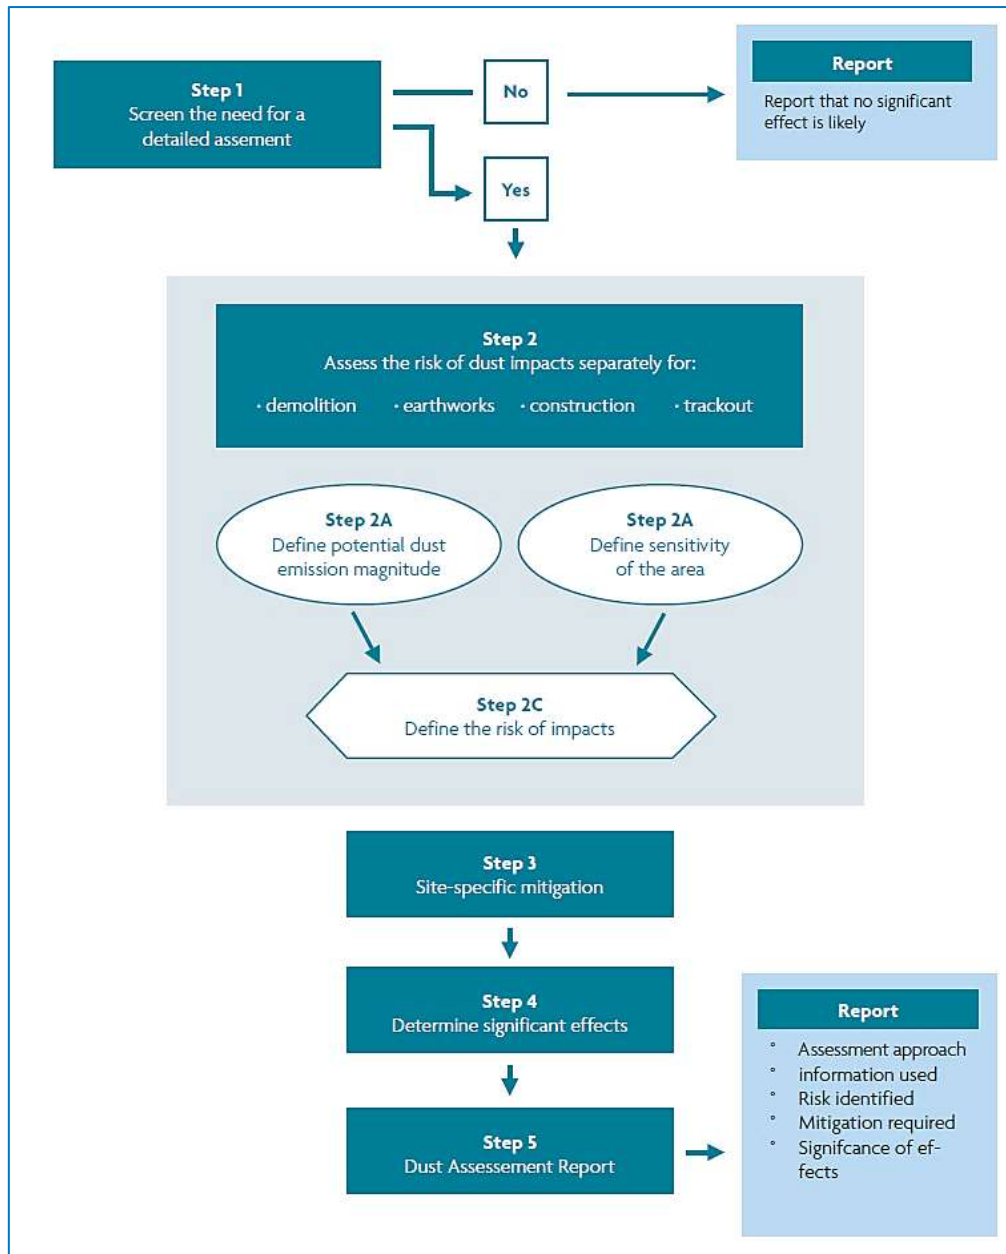 Step 1
Screen the need for a
detailed assement
No
Report
Report that no significant
effect is likely
Yes
Step 2
Assess the risk of dust impacts separately for:
· demolition · earthworks · construction · trackout
Step 2A
Define potential dust
emission magnitude
Step 2A
Define sensitivity
of the area
Step 2C
Define the risk of impacts
Step 3
Site-specific mitigation
Step 4
Determine significant effects
Step 5
Dust Assessement Report
Report
° Assessment approach
° information used
° Risk identified
° Mitigation required
° Signifcance of ef-
fects